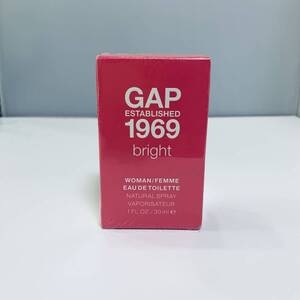 GAP
ESTABLISHED
1969
bright
WOMAN/FEMME
EAU DE TOILETTE
NATURAL SPRAY
VAPORISATEUR
1 FL OZ / 30 ml ℮